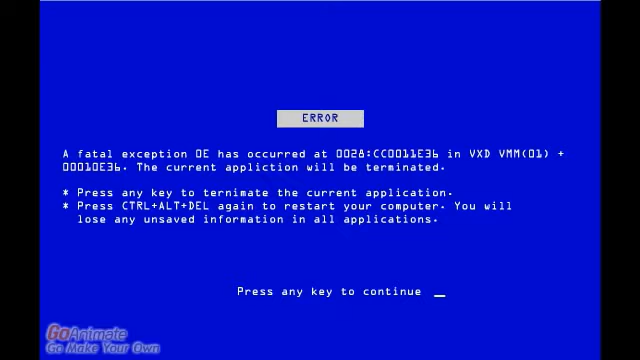 ERROR
A fatal exception 0E has occurred at 0028:CC0011E36 in VXD VMM(01) +
00010E36. The current appliction will be terminated.
* Press any key to ternimate the current application.
* Press CTRL+ALT+DEL again to restart your computer. You will
lose any unsaved information in all applications.
Press any key to continue _
GoAnimate
Go Make Your Own